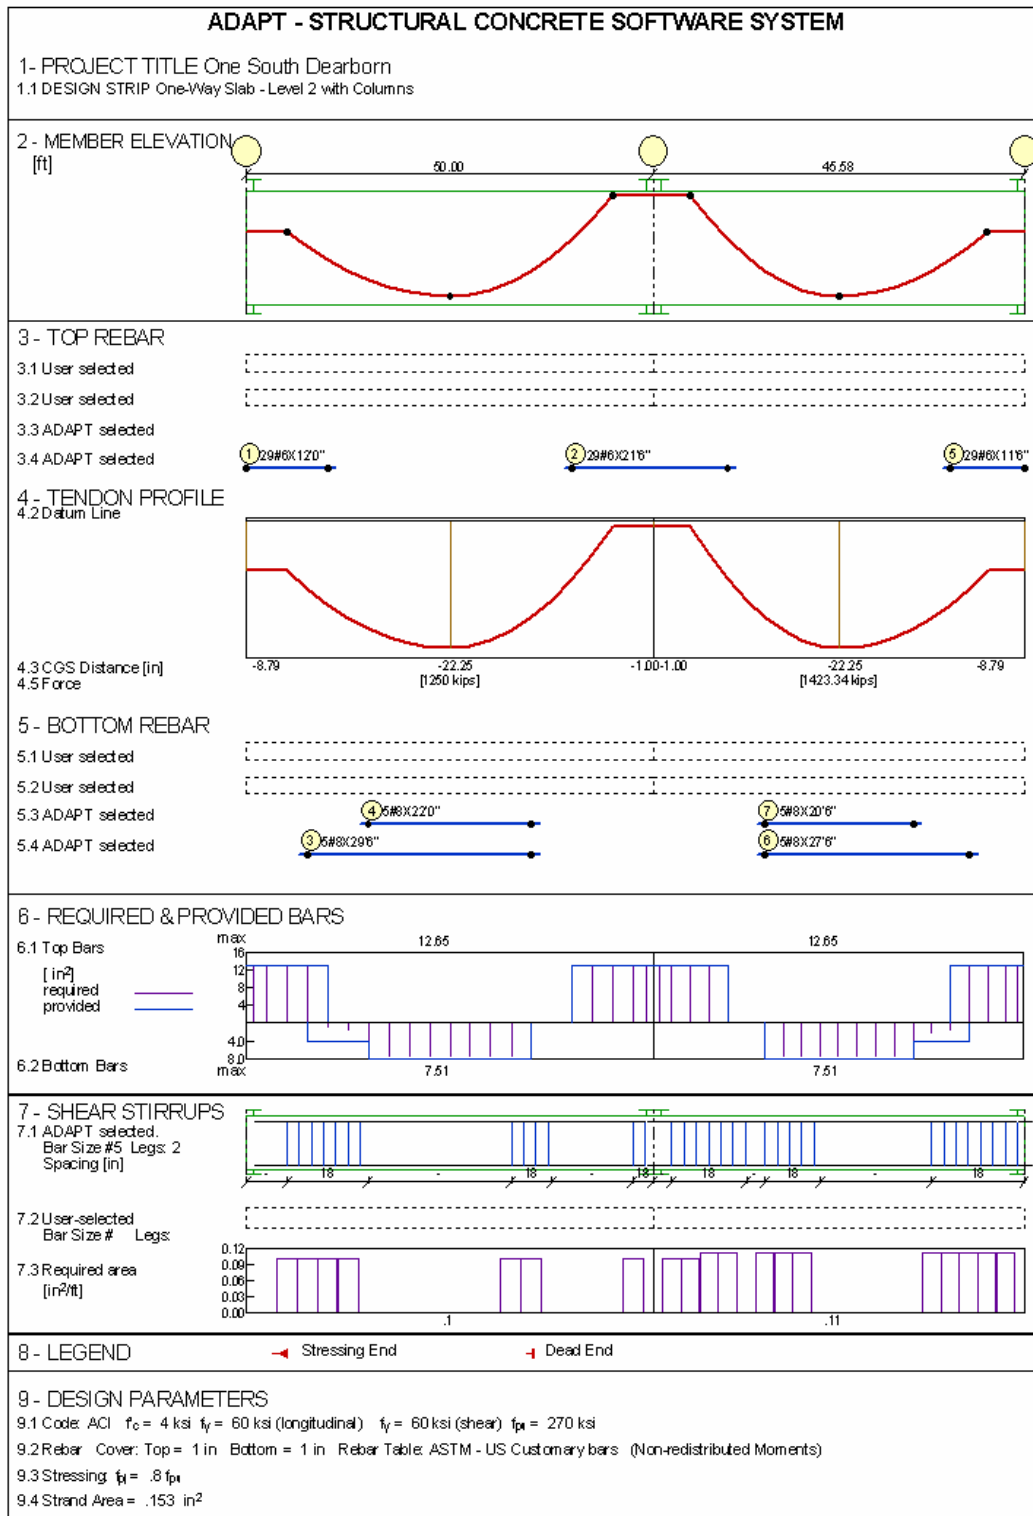 ADAPT - STRUCTURAL CONCRETE SOFTWARE SYSTEM
1- PROJECT TITLE One South Dearborn
1.1 DESIGN STRIP One-Way Slab - Level 2 with Columns
2 - MEMBER ELEVATION
[ft]
50.00 45.58
3 - TOP REBAR
3.1 User selected
3.2 User selected
3.3 ADAPT selected
3.4 ADAPT selected
1 29#6X12'0" 2 29#6X21'6" 5 29#6X11'6"
4 - TENDON PROFILE
4.2 Datum Line
4.3 CGS Distance [in]
-8.79 -22.25 -1.00 -1.00 -22.25 -8.79
4.5 Force
[1250 kips] [1423.34 kips]
5 - BOTTOM REBAR
5.1 User selected
5.2 User selected
5.3 ADAPT selected
4 5#8X22'0" 7 5#8X20'6"
5.4 ADAPT selected
3 5#8X29'6" 6 5#8X27'6"
6 - REQUIRED & PROVIDED BARS
6.1 Top Bars
max 12.65 12.65
16
12
8
4
[ in²]
required
provided
4.0
8.0
6.2 Bottom Bars
max 7.51 7.51
7 - SHEAR STIRRUPS
7.1 ADAPT selected.
Bar Size #5 Legs: 2
Spacing [in]
- 18 - 18 - 18 18 - 18 - 18
7.2 User-selected
Bar Size # Legs:
7.3 Required area
[in²/ft]
0.12
0.09
0.06
0.03
0.00
.1 .11
8 - LEGEND
Stressing End Dead End
9 - DESIGN PARAMETERS
9.1 Code: ACI f'c = 4 ksi fy = 60 ksi (longitudinal) fy = 60 ksi (shear) fpu = 270 ksi
9.2 Rebar Cover: Top = 1 in Bottom = 1 in Rebar Table: ASTM - US Customary bars (Non-redistributed Moments)
9.3 Stressing: fpj = .8 fpu
9.4 Strand Area = .153 in²